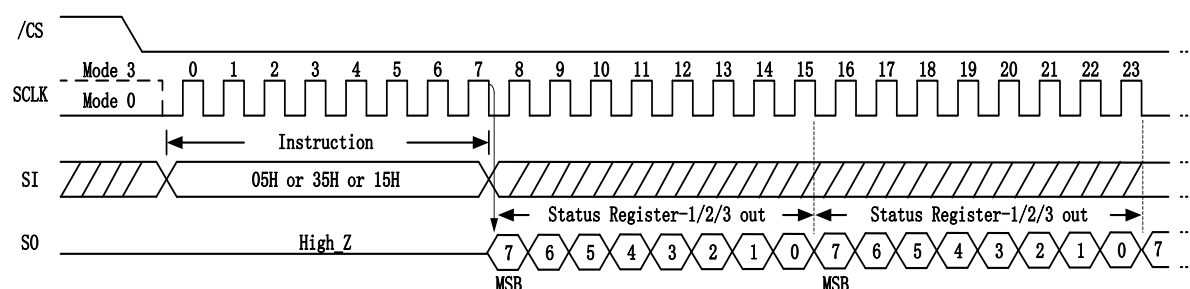 /CS
Mode 3
0 1 2 3 4 5 6 7 8 9 10 11 12 13 14 15 16 17 18 19 20 21 22 23
SCLK
Mode 0
Instruction
SI
05H or 35H or 15H
Status Register-1/2/3 out
Status Register-1/2/3 out
SO
High_Z
7 6 5 4 3 2 1 0 7 6 5 4 3 2 1 0 7
MSB
MSB